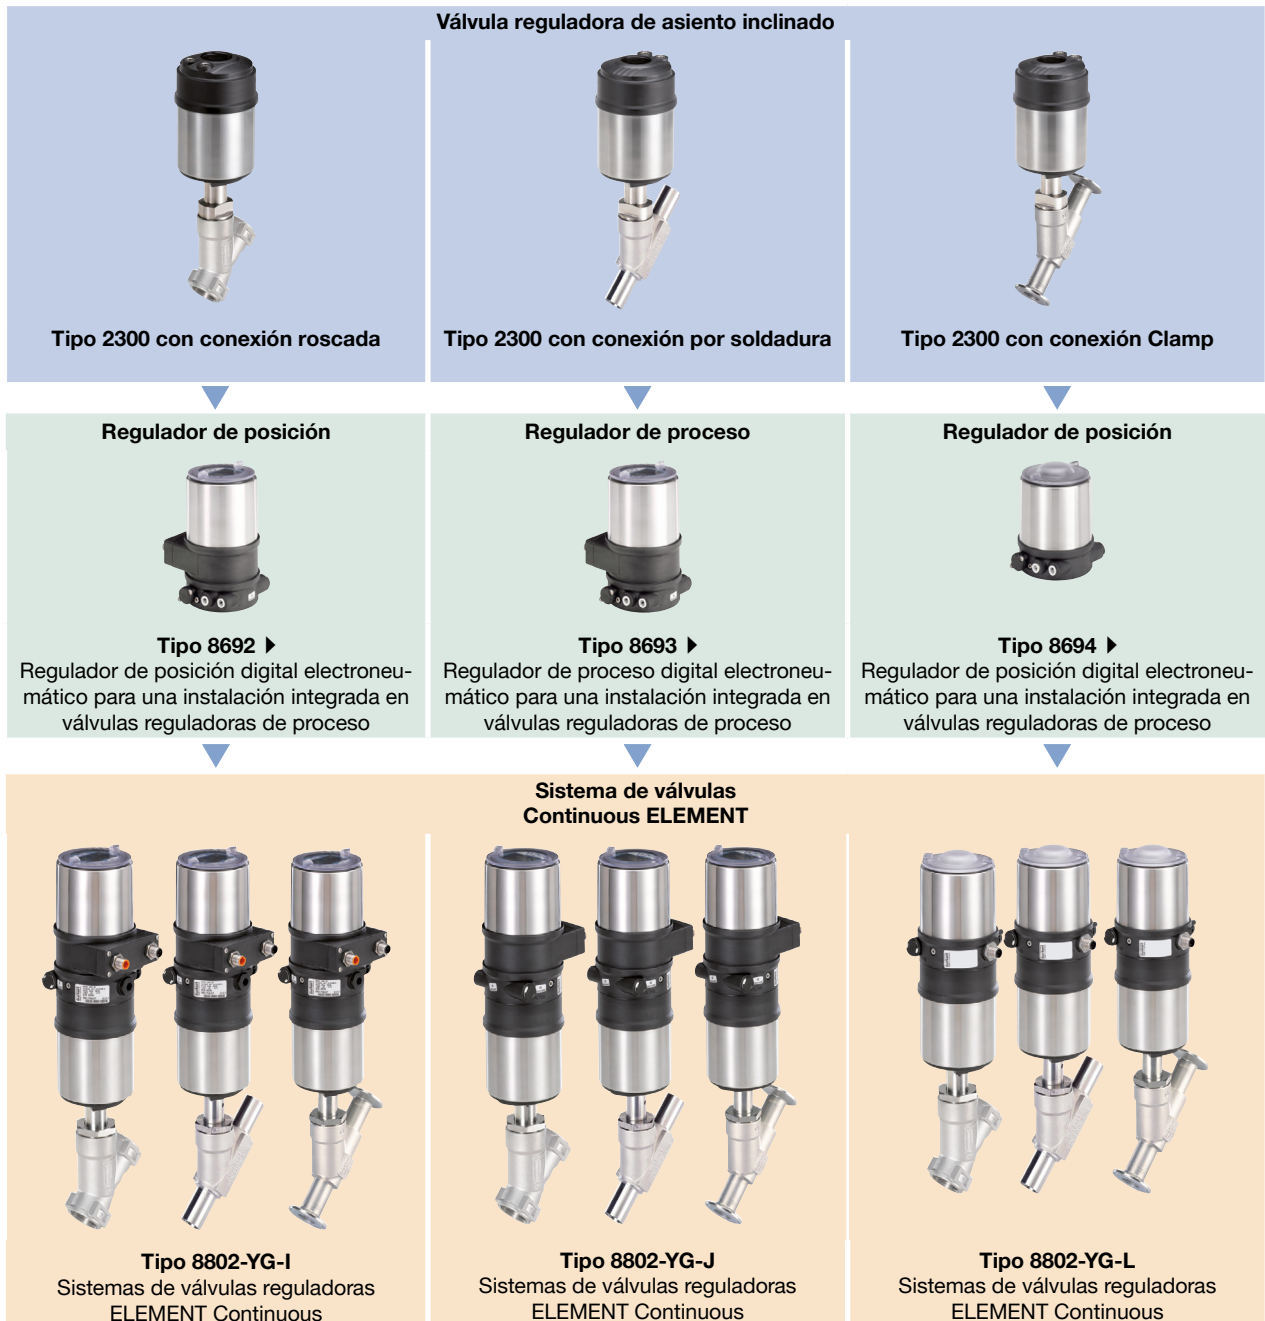 Válvula reguladora de asiento inclinado
Tipo 2300 con conexión roscada
Tipo 2300 con conexión por soldadura
Tipo 2300 con conexión Clamp
Regulador de posición
Tipo 8692
Regulador de posición digital electroneu-
mático para una instalación integrada en
válvulas reguladoras de proceso
Regulador de proceso
Tipo 8693
Regulador de proceso digital electroneu-
mático para una instalación integrada en
válvulas reguladoras de proceso
Regulador de posición
Tipo 8694
Regulador de posición digital electroneu-
mático para una instalación integrada en
válvulas reguladoras de proceso
Sistema de válvulas
Continuous ELEMENT
Tipo 8802-YG-I
Sistemas de válvulas reguladoras
ELEMENT Continuous
Tipo 8802-YG-J
Sistemas de válvulas reguladoras
ELEMENT Continuous
Tipo 8802-YG-L
Sistemas de válvulas reguladoras
ELEMENT Continuous